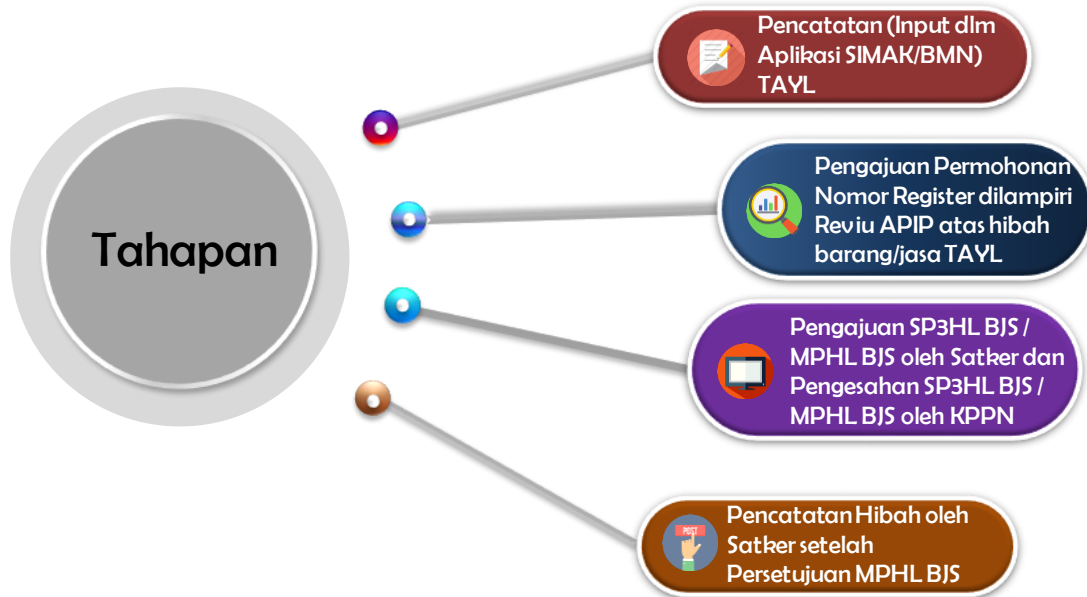 Tahapan
Pencatatan (Input dlm
Aplikasi SIMAK/BMN)
TAYL
Pengajuan Permohonan
Nomor Register dilampiri
Reviu APIP atas hibah
barang/jasa TAYL
Pengajuan SP3HL BJS /
MPHL BJS oleh Satker dan
Pengesahan SP3HL BJS /
MPHL BJS oleh KPPN
POST
Pencatatan Hibah oleh
Satker setelah
Persetujuan MPHL BJS